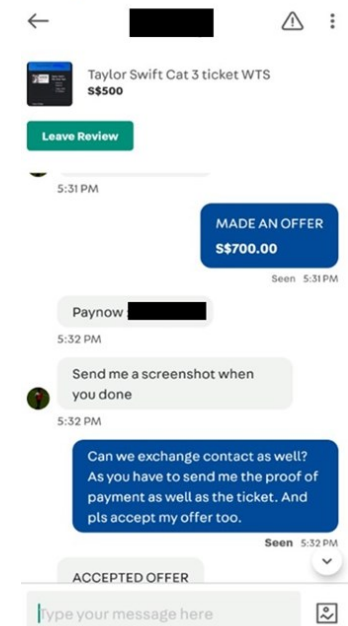 Taylor Swift Cat 3 ticket WTS
S$500
Leave Review
5:31 PM
MADE AN OFFER
S$700.00
Seen 5:31 PM
Paynow :
5:32 PM
Send me a screenshot when
you done
5:32 PM
Can we exchange contact as well?
As you have to send me the proof of
payment as well as the ticket. And
pls accept my offer too.
Seen 5:32 PM
ACCEPTED OFFER
Type your message here